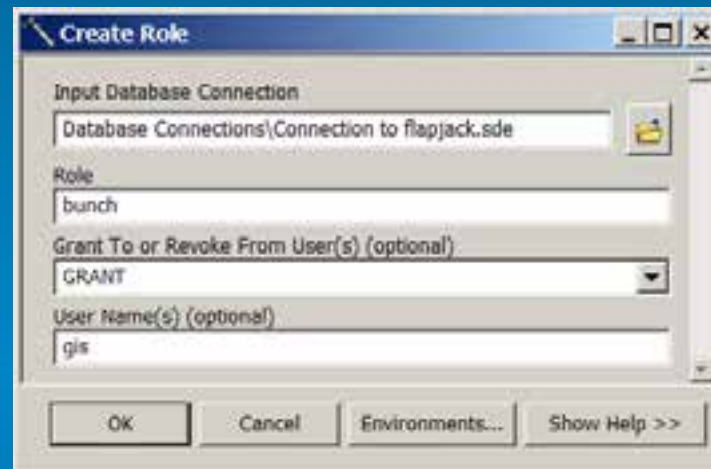 Create Role
Input Database Connection
Database Connections\Connection to flapjack.sde
Role
bunch
Grant To or Revoke From User(s) (optional)
GRANT
User Name(s) (optional)
gis
OK Cancel Environments... Show Help >>